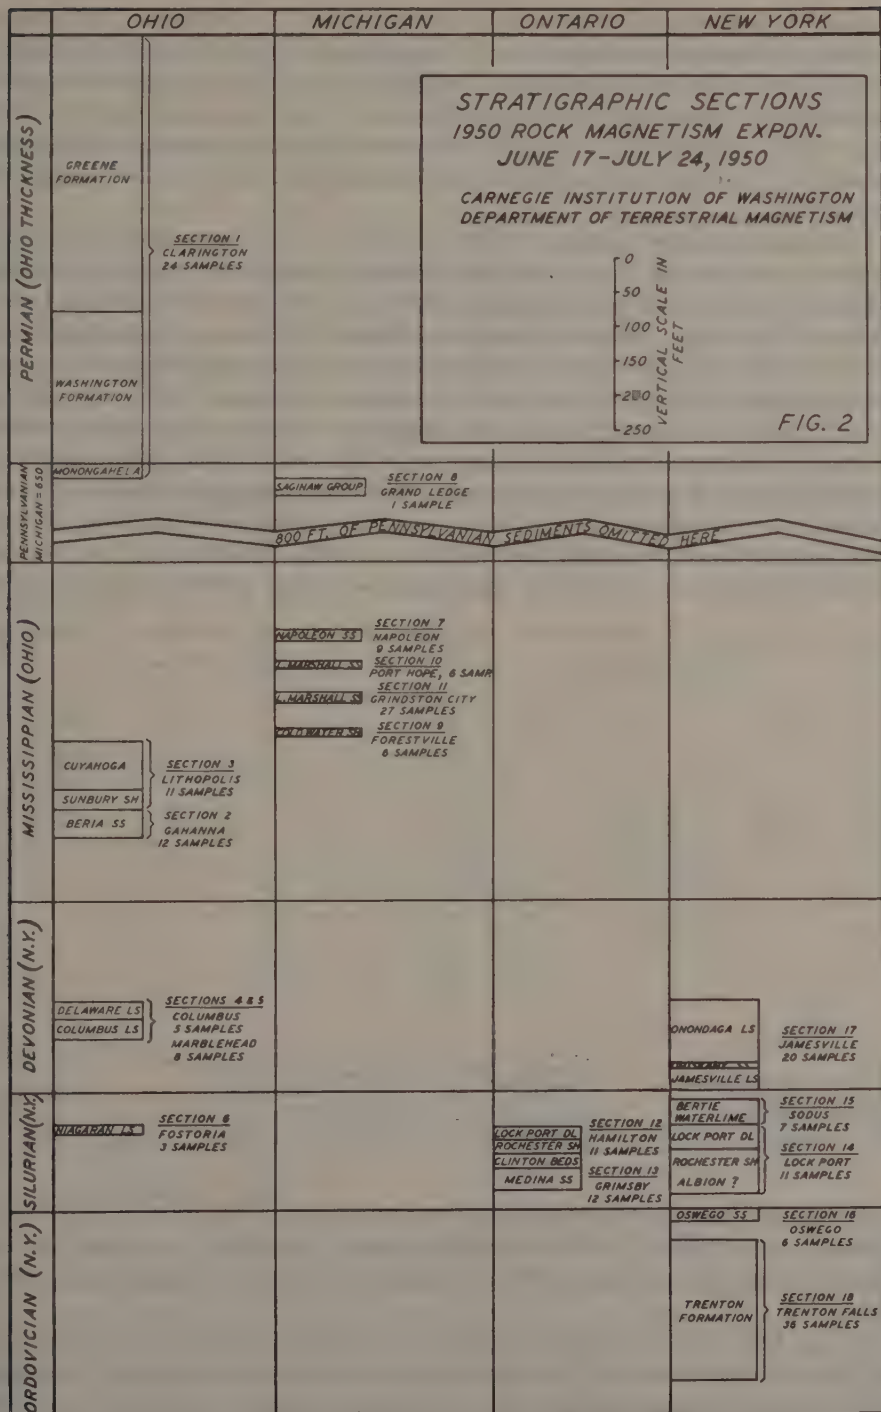 OHIO
MICHIGAN
ONTARIO
NEW YORK
STRATIGRAPHIC SECTIONS
1950 ROCK MAGNETISM EXPDN.
JUNE 17-JULY 24, 1950
CARNEGIE INSTITUTION OF WASHINGTON
DEPARTMENT OF TERRESTRIAL MAGNETISM
0
50
100
150
200
250
VERTICAL SCALE IN
FEET
FIG. 2
PERMIAN (OHIO THICKNESS)
GREENE
FORMATION
WASHINGTON
FORMATION
SECTION 1
CLARINGTON
24 SAMPLES
PENNSYLVANIAN
MICHIGAN = 650
MONONGAHELA
SAGINAW GROUP
SECTION 8
GRAND LEDGE
1 SAMPLE
800 FT. OF PENNSYLVANIAN SEDIMENTS OMITTED HERE
MISSISSIPPIAN (OHIO)
CUYAHOGA
SUNBURY SH
SECTION 3
LITHOPOLIS
11 SAMPLES
BERIA SS
SECTION 2
GAHANNA
12 SAMPLES
NAPOLEON SS
SECTION 7
NAPOLEON
9 SAMPLES
L. MARSHALL SS
SECTION 10
PORT HOPE, 6 SAMP
L. MARSHALL SS
SECTION 11
GRINDSTON CITY
27 SAMPLES
COLDWATER SH
SECTION 9
FORESTVILLE
6 SAMPLES
DEVONIAN (N.Y.)
DELAWARE LS
COLUMBUS LS
SECTIONS 4 & 5
COLUMBUS
5 SAMPLES
MARBLEHEAD
8 SAMPLES
ONONDAGA LS
SS
JAMESVILLE LS
SECTION 17
JAMESVILLE
20 SAMPLES
SILURIAN (N.Y.)
NIAGARAN LS
SECTION 6
FOSTORIA
3 SAMPLES
LOCK PORT DL
ROCHESTER SH
CLINTON BEDS
MEDINA SS
SECTION 12
HAMILTON
11 SAMPLES
SECTION 13
GRIMSBY
12 SAMPLES
BERTIE
WATERLIME
LOCK PORT DL
ROCHESTER SH
ALBION ?
SECTION 15
SODUS
7 SAMPLES
SECTION 14
LOCK PORT
11 SAMPLES
ORDOVICIAN (N.Y.)
OSWEGO SS
SECTION 16
OSWEGO
6 SAMPLES
TRENTON
FORMATION
SECTION 18
TRENTON FALLS
36 SAMPLES